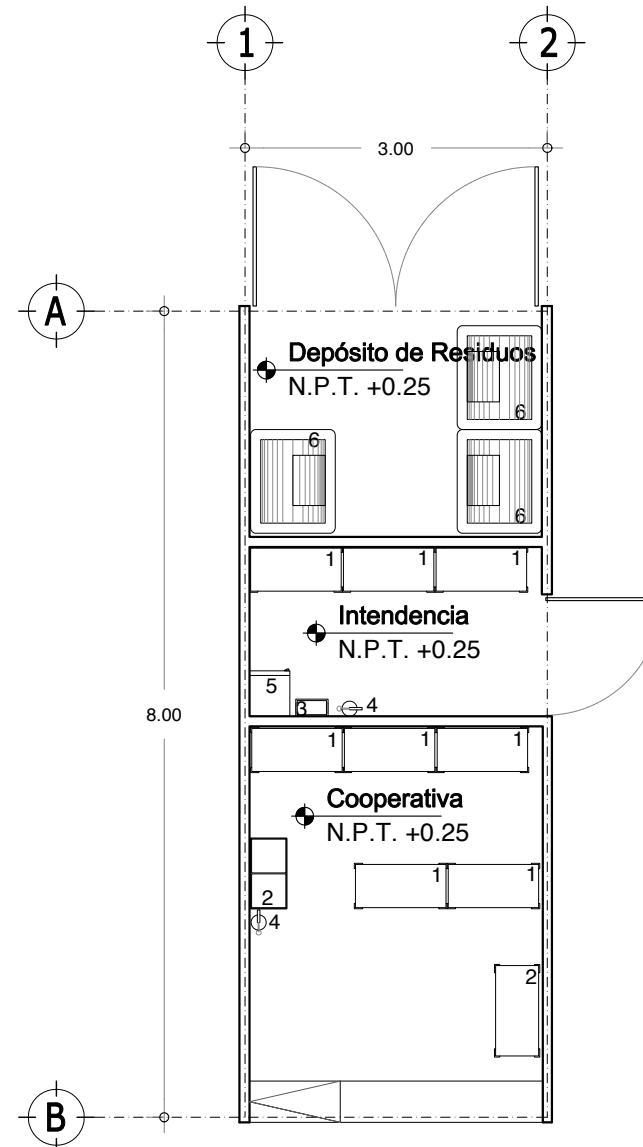 1
2
3.00
A
Depósito de Residuos
N.P.T. +0.25
6
6
6
1
1
1
Intendencia
N.P.T. +0.25
5
3
4
8.00
1
1
1
Cooperativa
N.P.T. +0.25
1
1
2
4
2
B